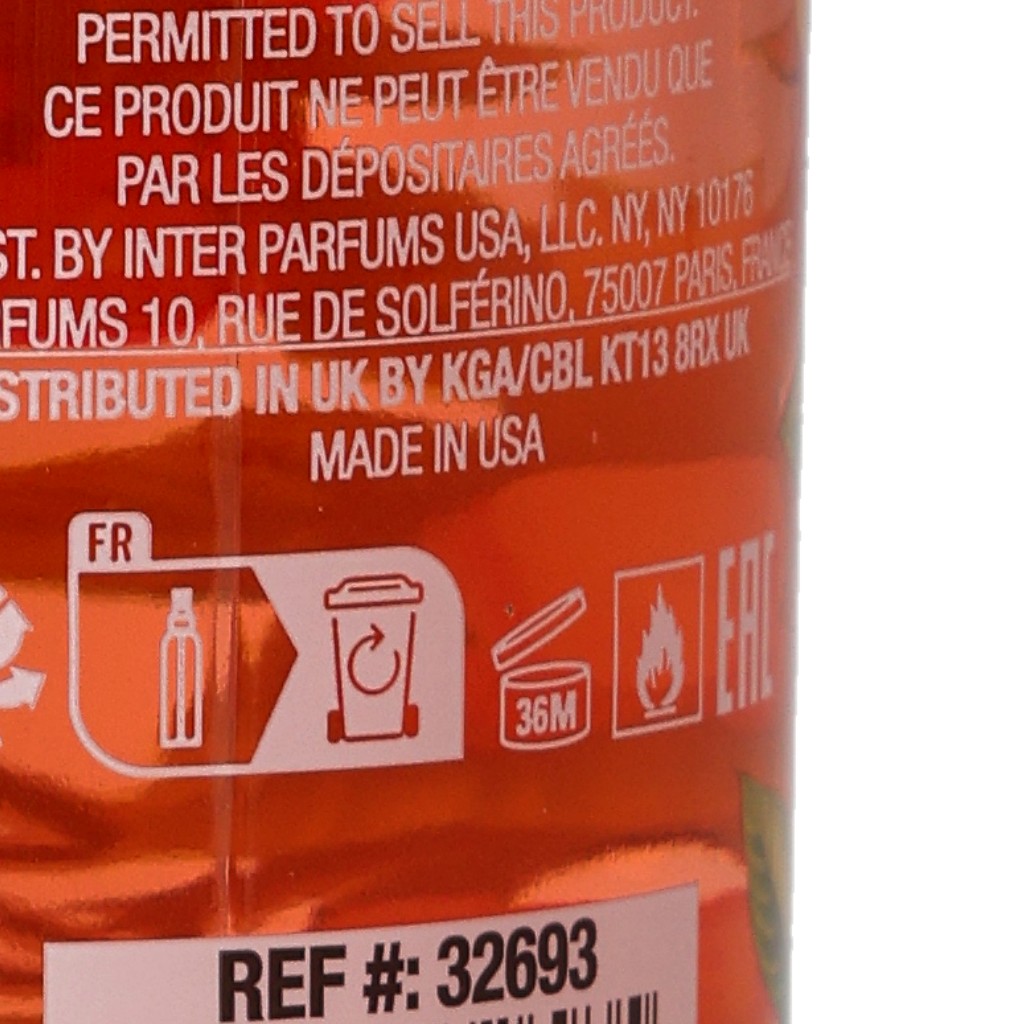 PERMITTED TO SELL THIS PRODUCT.
CE PRODUIT NE PEUT ÊTRE VENDU QUE
PAR LES DÉPOSITAIRES AGRÉÉS.
ST. BY INTER PARFUMS USA, LLC. NY, NY 10176
FUMS 10, RUE DE SOLFÉRINO, 75007 PARIS, FRANCE
STRIBUTED IN UK BY KGA/CBL KT13 8RX UK
MADE IN USA
FR
36M
EAC
REF #: 32693